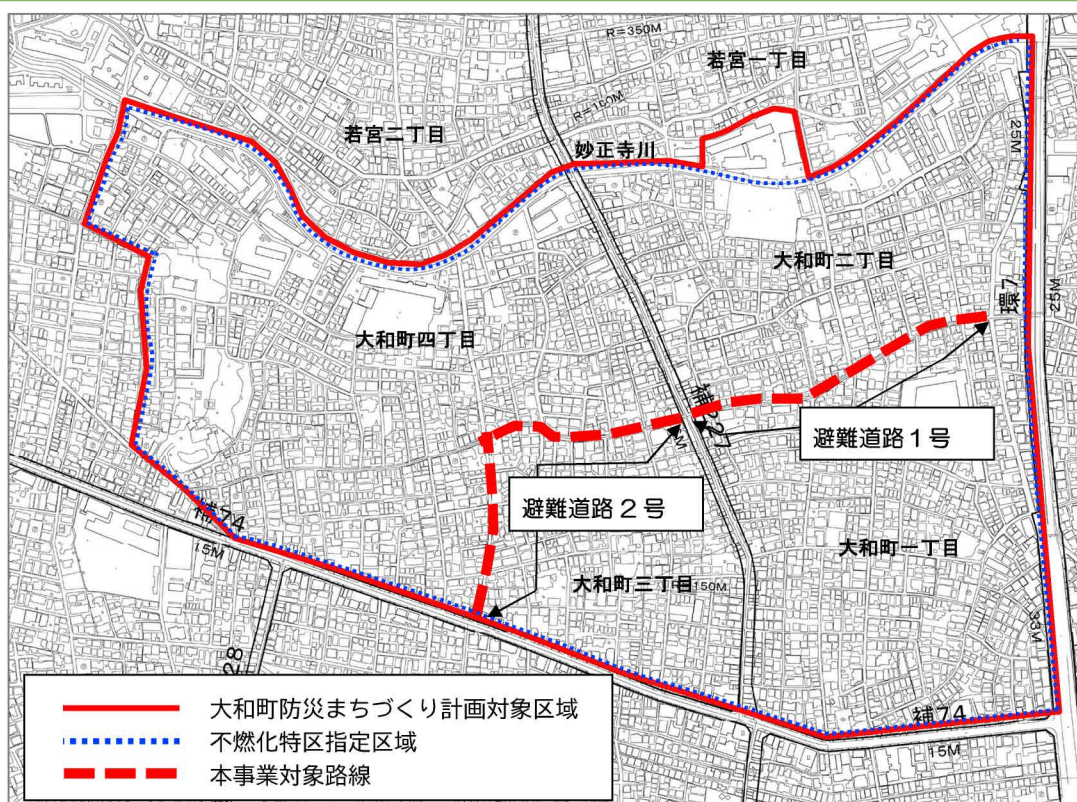 R=350M
若宮一丁目
R=100M
若宮二丁目
妙正寺川
25M
大和町二丁目
環7
25M
大和町四丁目
補227
避難道路1号
避難道路2号
補74
15M
大和町一丁目
大和町三丁目
150M
33M
28
補74
15M
大和町防災まちづくり計画対象区域
不燃化特区指定区域
本事業対象路線